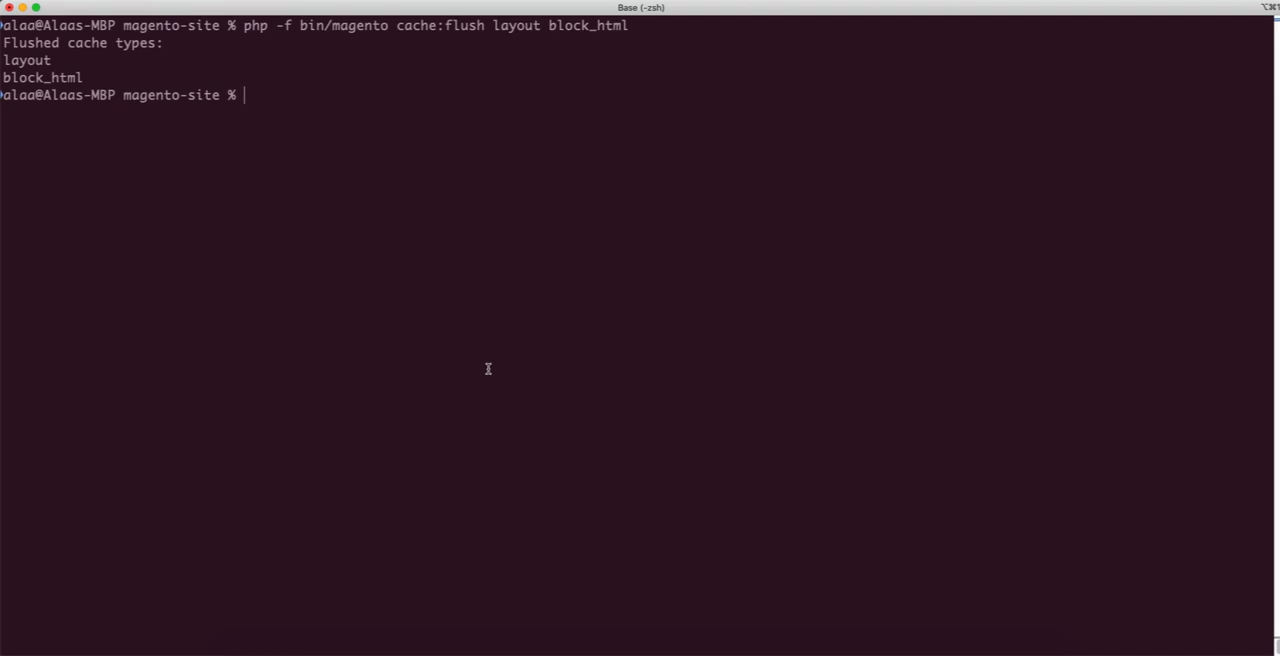 Base (-zsh)
alaa@Alaas-MBP magento-site % php -f bin/magento cache:flush layout block_html
Flushed cache types:
layout
block_html
alaa@Alaas-MBP magento-site %